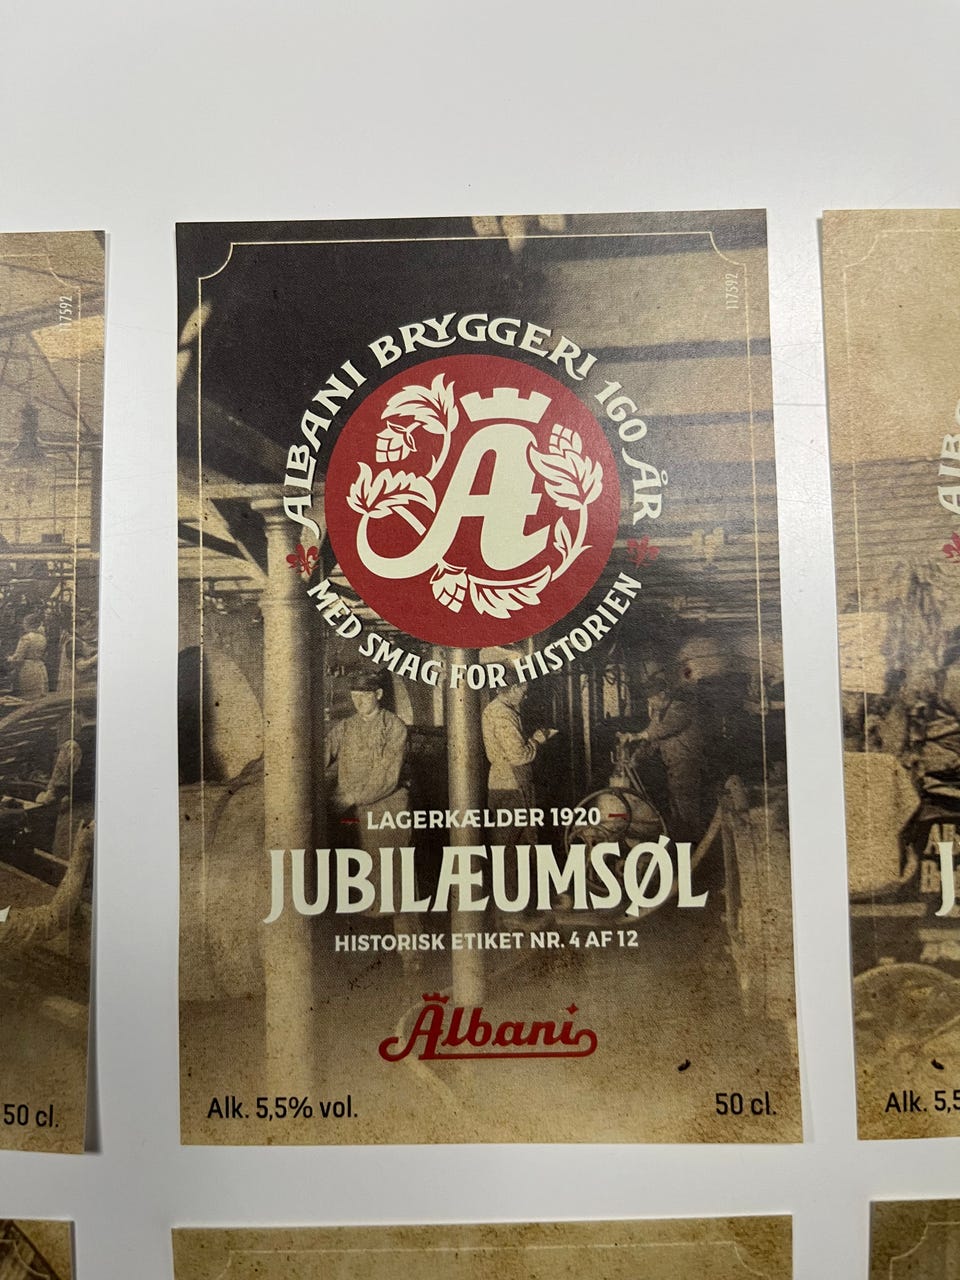 117592
ALBANI BRYGGERI 160 ÅR
A
MED SMAG FOR HISTORIEN
LAGERKÆLDER 1920
JUBILÆUMSØL
HISTORISK ETIKET NR. 4 AF 12
Albani
Alk. 5,5% vol.
50 cl.
117592
50 cl.
J
Alk. 5,5